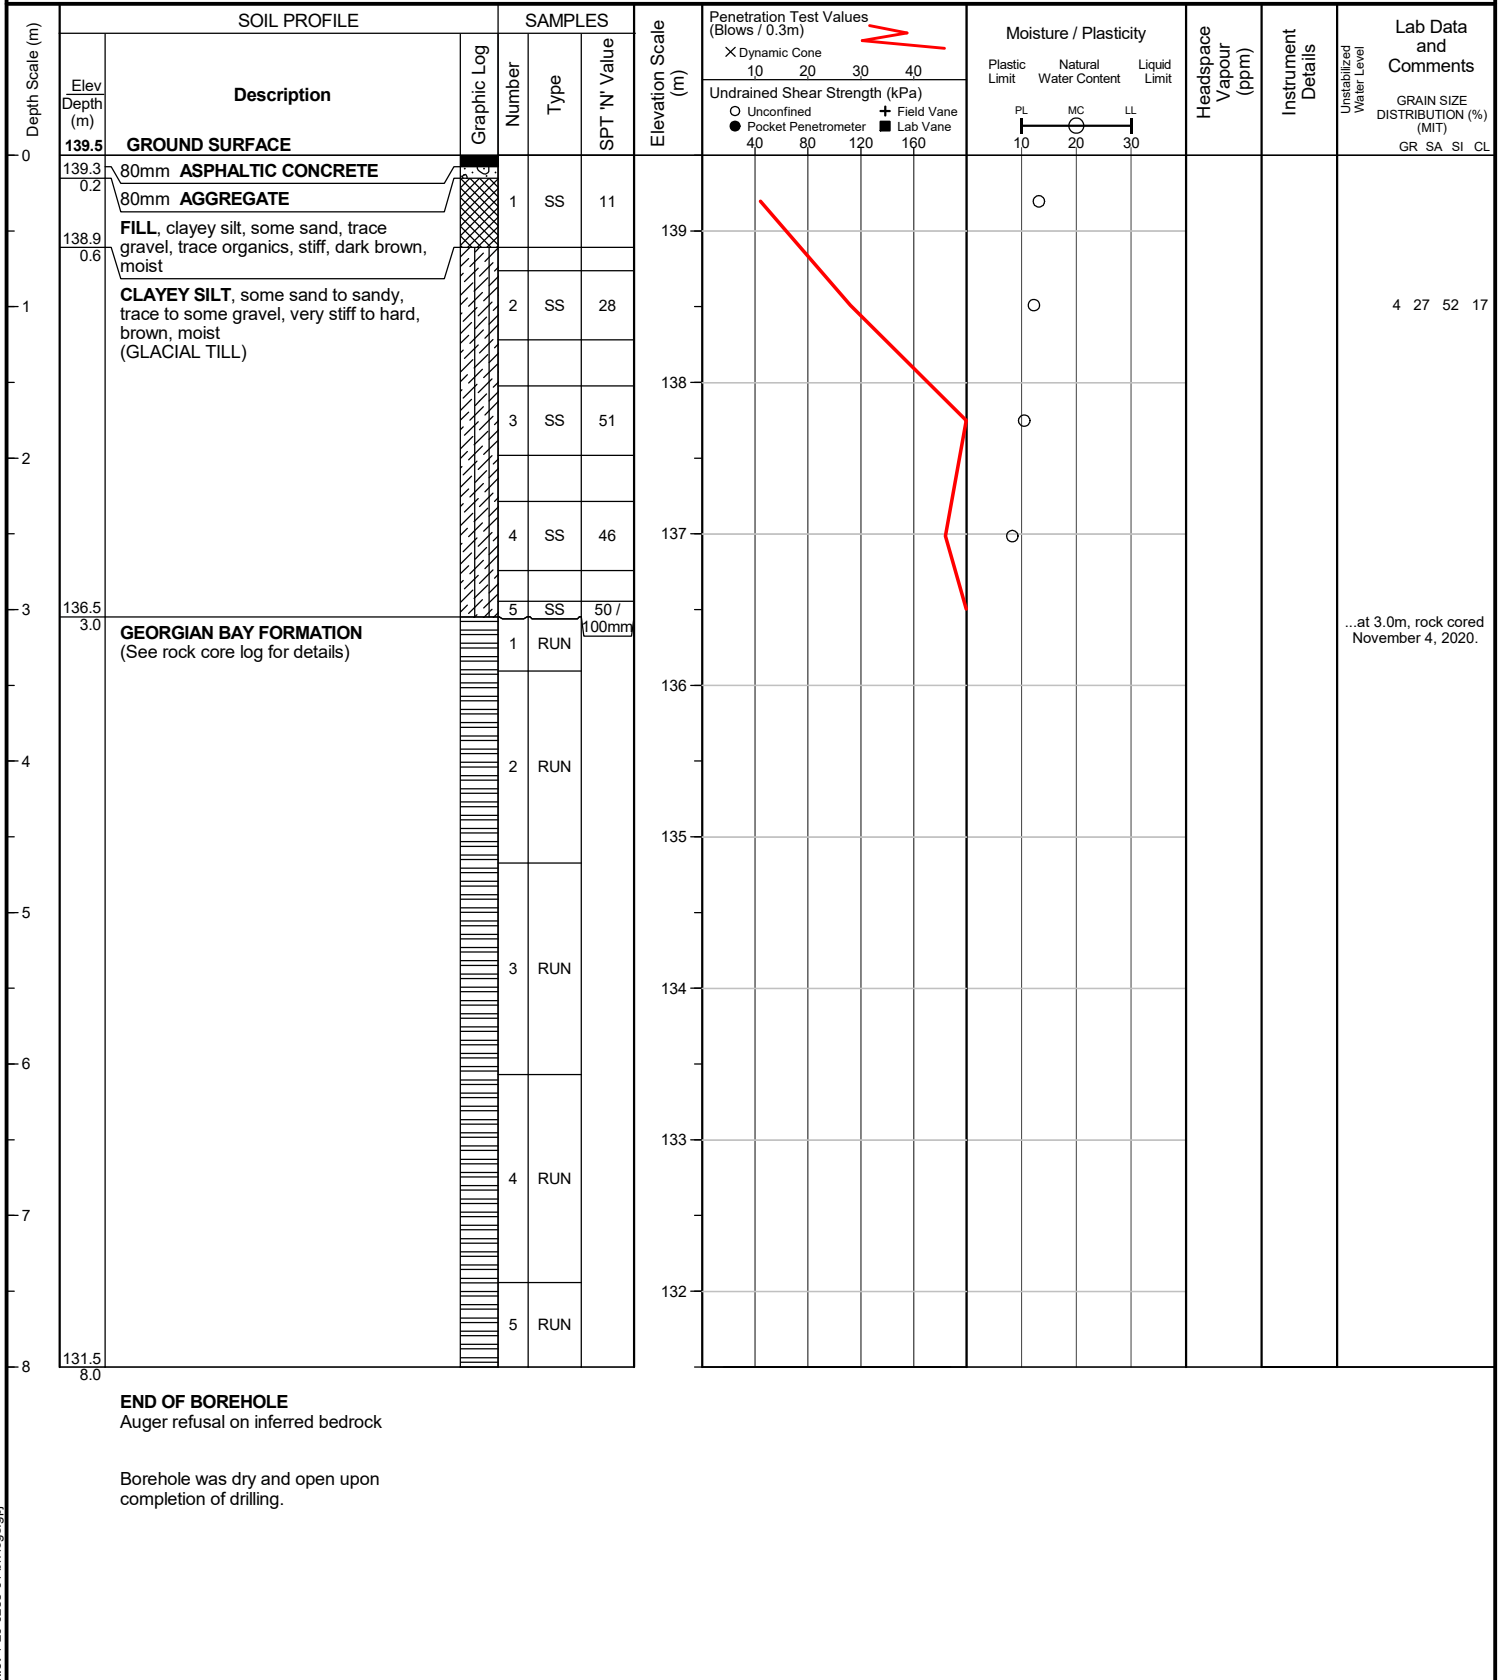 SOIL PROFILE
SAMPLES
Depth Scale (m)
Elev
Depth
(m)
Description
Graphic Log
Number
Type
SPT 'N' Value
Elevation Scale
(m)
Penetration Test Values
(Blows / 0.3m)
X Dynamic Cone
10 20 30 40
Undrained Shear Strength (kPa)
Unconfined
Field Vane
Pocket Penetrometer
Lab Vane
40 80 120 160
Moisture / Plasticity
Plastic
Limit
Natural
Water Content
Liquid
Limit
PL MC LL
10 20 30
Headspace
Vapour
(ppm)
Instrument
Details
Unstabilized
Water Level
Lab Data
and
Comments
GRAIN SIZE
DISTRIBUTION (%)
(MIT)
GR SA SI CL
139.5 GROUND SURFACE
0
139.3
0.2
80mm ASPHALTIC CONCRETE
80mm AGGREGATE
1 SS 11
FILL, clayey silt, some sand, trace
gravel, trace organics, stiff, dark brown,
moist
138.9
0.6
139
CLAYEY SILT, some sand to sandy,
trace to some gravel, very stiff to hard,
brown, moist
(GLACIAL TILL)
1
2 SS 28
4 27 52 17
138
3 SS 51
2
4 SS 46
137
3
136.5
3.0
5 SS 50 /
100mm
GEORGIAN BAY FORMATION
(See rock core log for details)
1 RUN
...at 3.0m, rock cored
November 4, 2020.
136
4
2 RUN
135
5
3 RUN
134
6
133
4 RUN
7
132
5 RUN
8
131.5
8.0
END OF BOREHOLE
Auger refusal on inferred bedrock
Borehole was dry and open upon
completion of drilling.